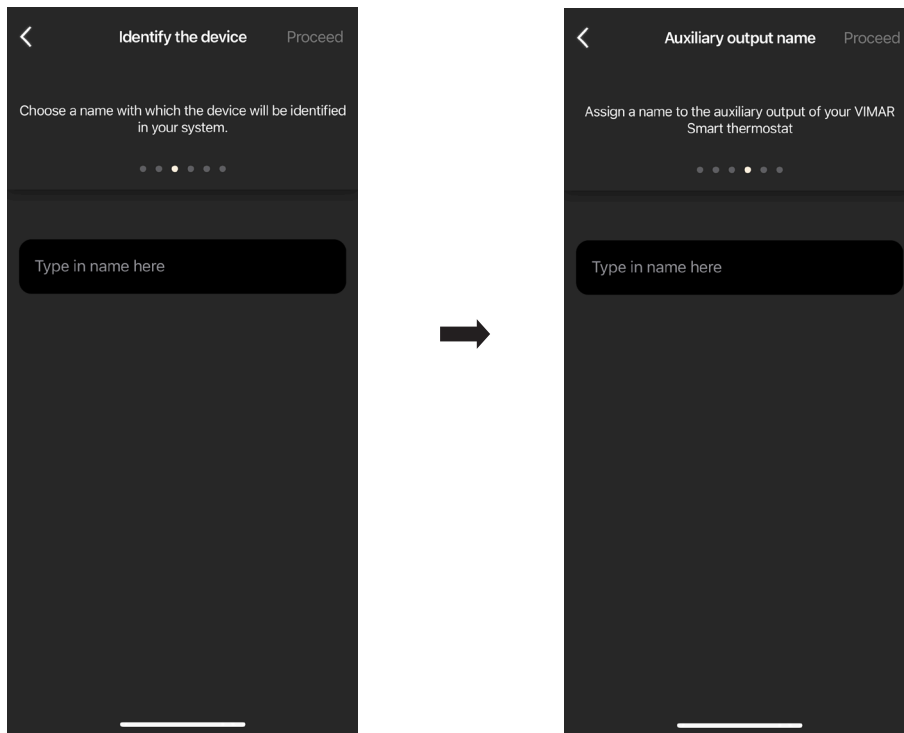 Identify the device
Proceed
Choose a name with which the device will be identified
in your system.
Type in name here
Auxiliary output name
Proceed
Assign a name to the auxiliary output of your VIMAR
Smart thermostat
Type in name here